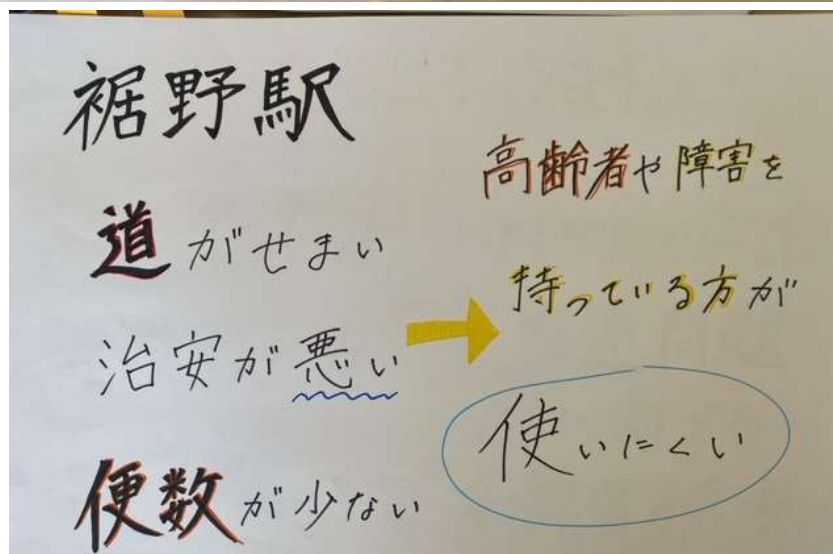 裾野駅
道がせまい
治安が悪い
便数が少ない
高齢者や障害を
持っている方が
使いにくい